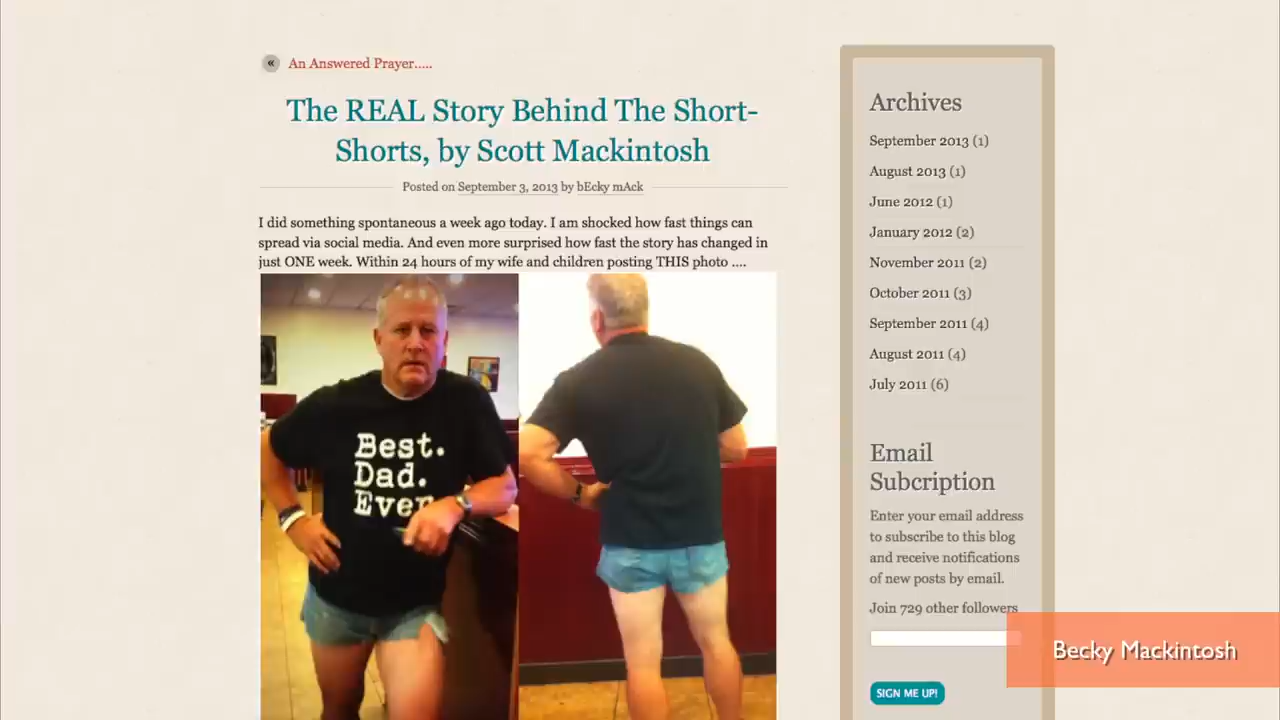 « An Answered Prayer.....
The REAL Story Behind The Short-
Shorts, by Scott Mackintosh
Posted on September 3, 2013 by bEcky mAck
I did something spontaneous a week ago today. I am shocked how fast things can
spread via social media. And even more surprised how fast the story has changed in
just ONE week. Within 24 hours of my wife and children posting THIS photo ....
Best.
Dad.
Ever.
Archives
September 2013 (1)
August 2013 (1)
June 2012 (1)
January 2012 (2)
November 2011 (2)
October 2011 (3)
September 2011 (4)
August 2011 (4)
July 2011 (6)
Email
Subcription
Enter your email address
to subscribe to this blog
and receive notifications
of new posts by email.
Join 729 other followers
SIGN ME UP!
Becky Mackintosh